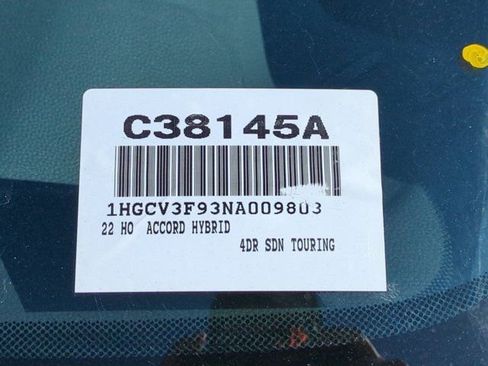 C38145A
1HGCV3F93NA009803
22 HO ACCORD HYBRID
4DR SDN TOURING